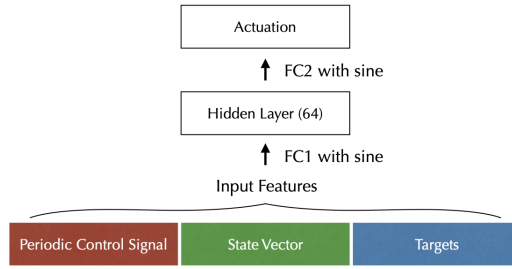 Actuation
FC2 with sine
Hidden Layer (64)
FC1 with sine
Input Features
Periodic Control Signal
State Vector
Targets